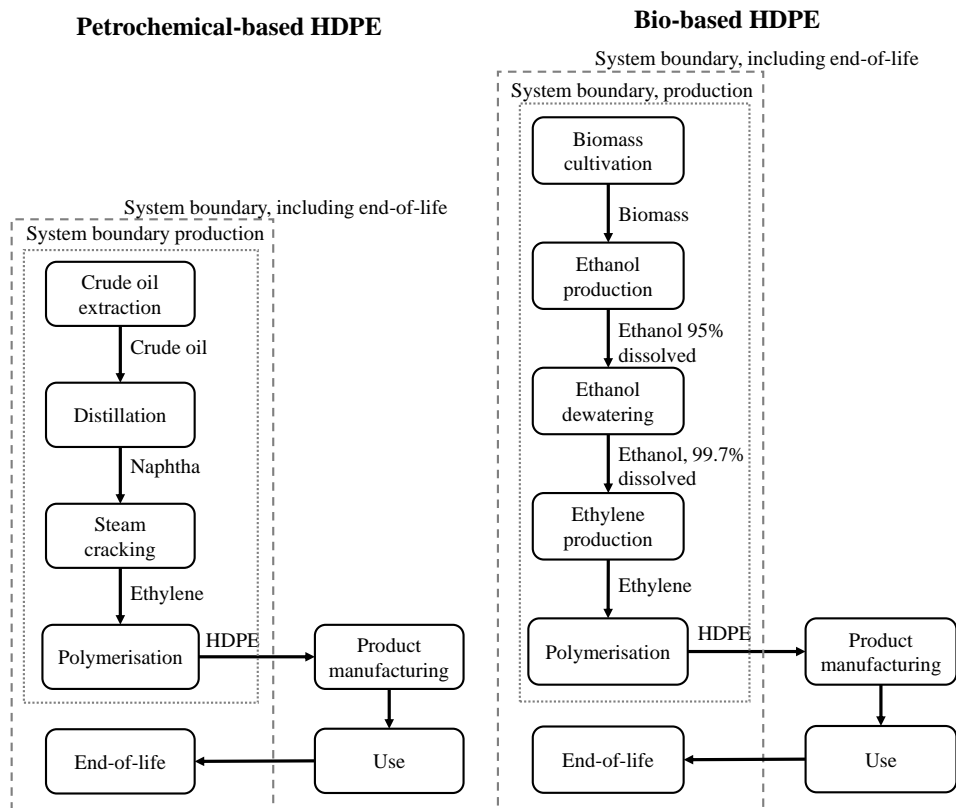 Petrochemical-based HDPE
System boundary, including end-of-life
System boundary production
Crude oil
extraction
Crude oil
Distillation
Naphtha
Steam
cracking
Ethylene
Polymerisation
HDPE
Product
manufacturing
Use
End-of-life
Bio-based HDPE
System boundary, including end-of-life
System boundary, production
Biomass
cultivation
Biomass
Ethanol
production
Ethanol 95%
dissolved
Ethanol
dewatering
Ethanol, 99.7%
dissolved
Ethylene
production
Ethylene
Polymerisation
HDPE
Product
manufacturing
Use
End-of-life